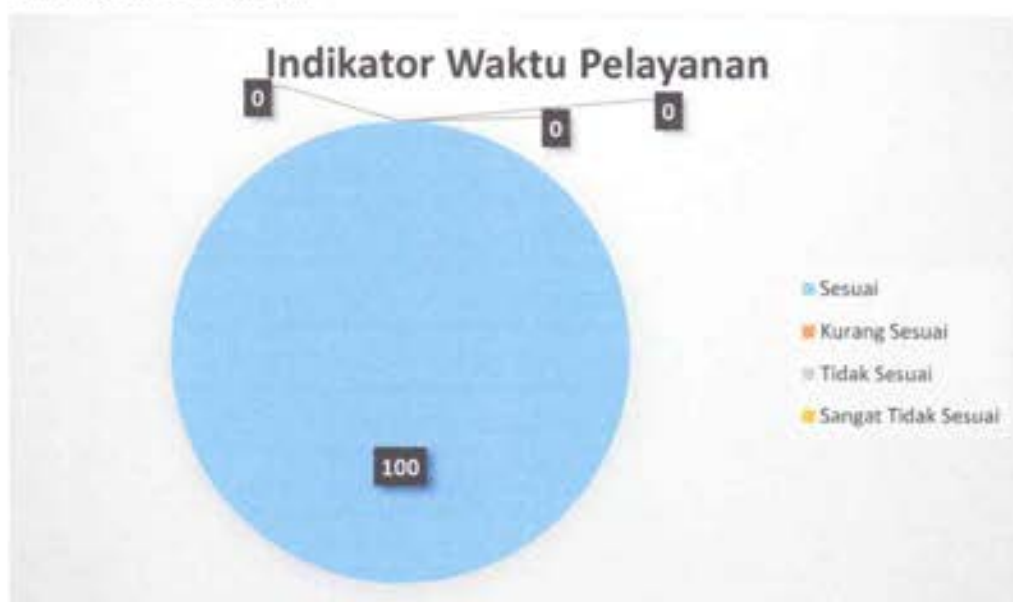 Indikator Waktu Pelayanan
0
0
0
100
Sesuai
Kurang Sesuai
Tidak Sesuai
Sangat Tidak Sesuai